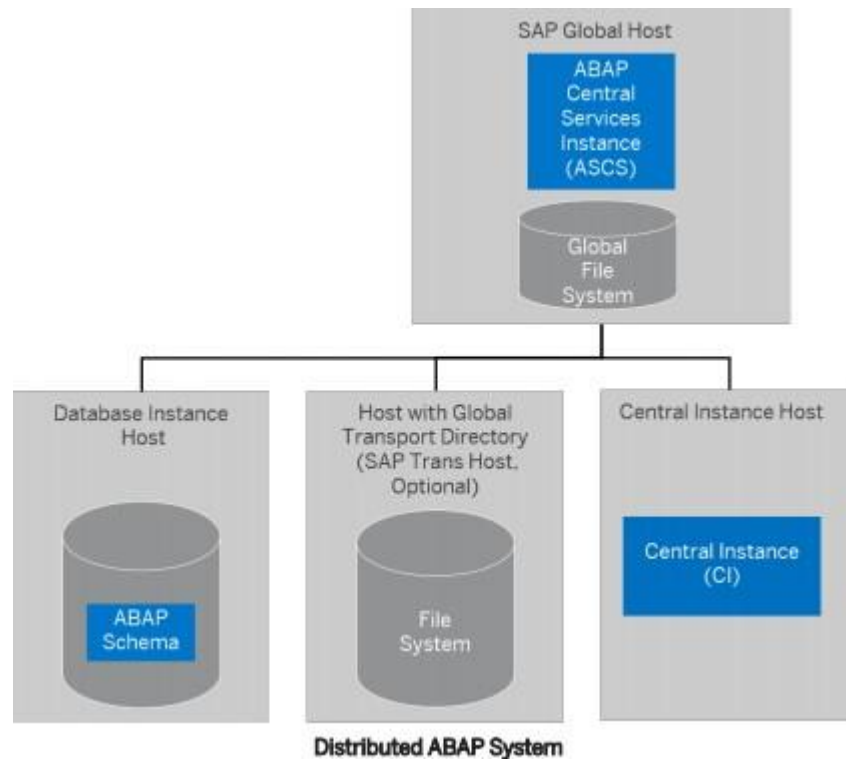 SAP Global Host
ABAP
Central
Services
Instance
(ASCS)
Global
File
System
Database Instance
Host
ABAP
Schema
Host with Global
Transport Directory
(SAP Trans Host,
Optional)
File
System
Central Instance Host
Central Instance
(CI)
Distributed ABAP System